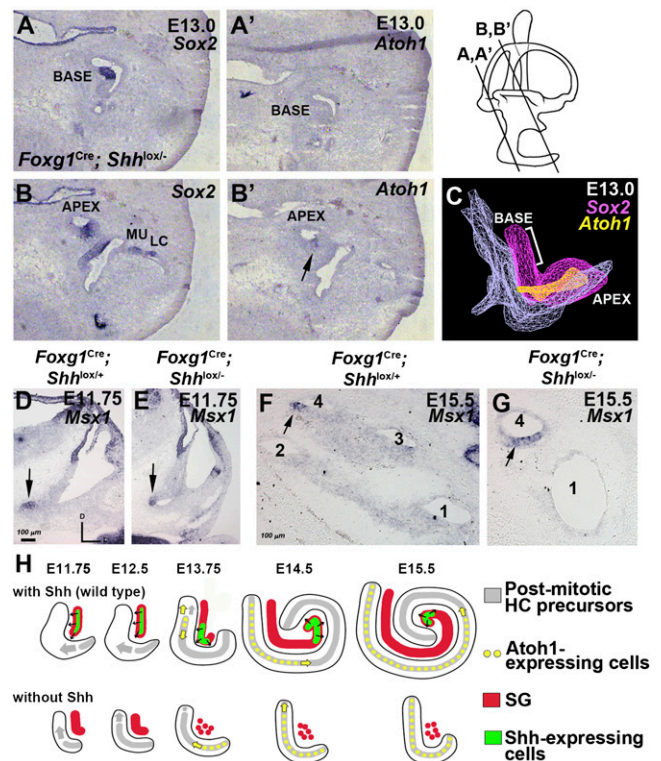 A E13.0
Sox2
BASE
Foxg1Cre; Shhlox/-
A' E13.0
Atoh1
BASE
B,B'
A,A'
B Sox2
APEX
MU LC
B' Atoh1
APEX
C E13.0
Sox2
Atoh1
BASE
APEX
Foxg1Cre;
Shhlox/+
Foxg1Cre;
Shhlox/-
Foxg1Cre;
Shhlox/+
Foxg1Cre;
Shhlox/-
D E11.75
Msx1
100 µm
D
E E11.75
Msx1
F E15.5
Msx1
4
2
3
1
G E15.5
Msx1
4
1
H
E11.75 E12.5 E13.75 E14.5 E15.5
with Shh (wild type)
without Shh
Post-mitotic
HC precursors
Atoh1-
expressing cells
SG
Shh-expressing
cells